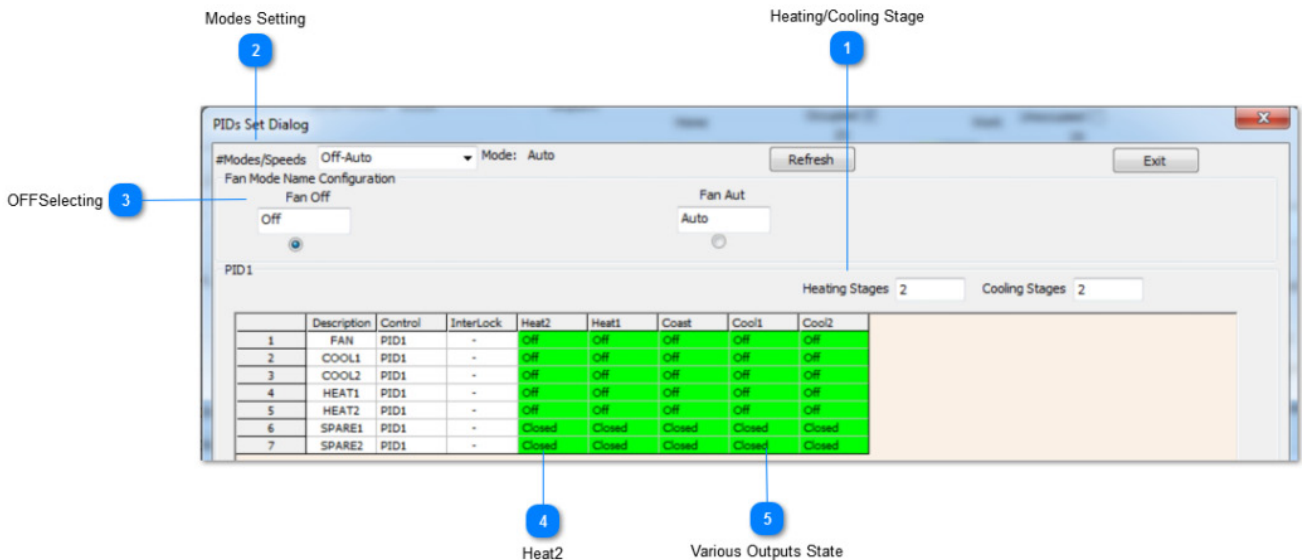 Modes Setting
Heating/Cooling Stage
2
1
PIDs Set Dialog
#Modes/Speeds Off-Auto Mode: Auto Refresh Exit
Fan Mode Name Configuration
OFFSelecting 3
Fan Off Fan Aut
Off Auto
PID1
Heating Stages 2 Cooling Stages 2
Description Control InterLock Heat2 Heat1 Coast Cool1 Cool2
1 FAN PID1 - Off Off Off Off Off
2 COOL1 PID1 - Off Off Off Off Off
3 COOL2 PID1 - Off Off Off Off Off
4 HEAT1 PID1 - Off Off Off Off Off
5 HEAT2 PID1 - Off Off Off Off Off
6 SPARE1 PID1 - Closed Closed Closed Closed Closed
7 SPARE2 PID1 - Closed Closed Closed Closed Closed
4
5
Heat2
Various Outputs State